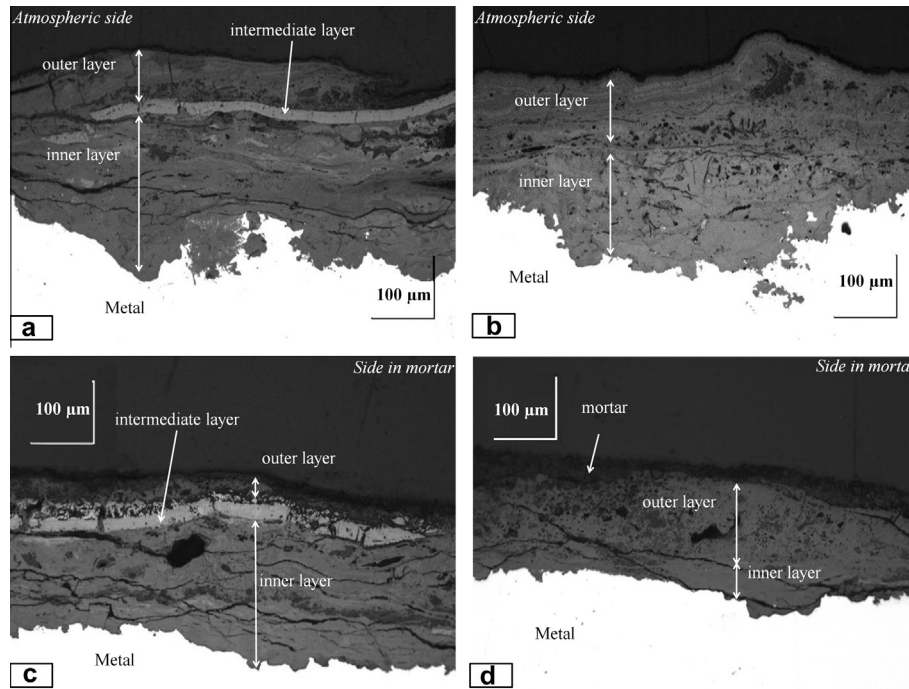 Atmospheric side
intermediate layer
outer layer
inner layer
Metal
100 µm
a
Atmospheric side
outer layer
inner layer
Metal
100 µm
b
Side in mortar
100 µm
intermediate layer
outer layer
inner layer
Metal
c
Side in morta
100 µm
mortar
outer layer
inner layer
Metal
d